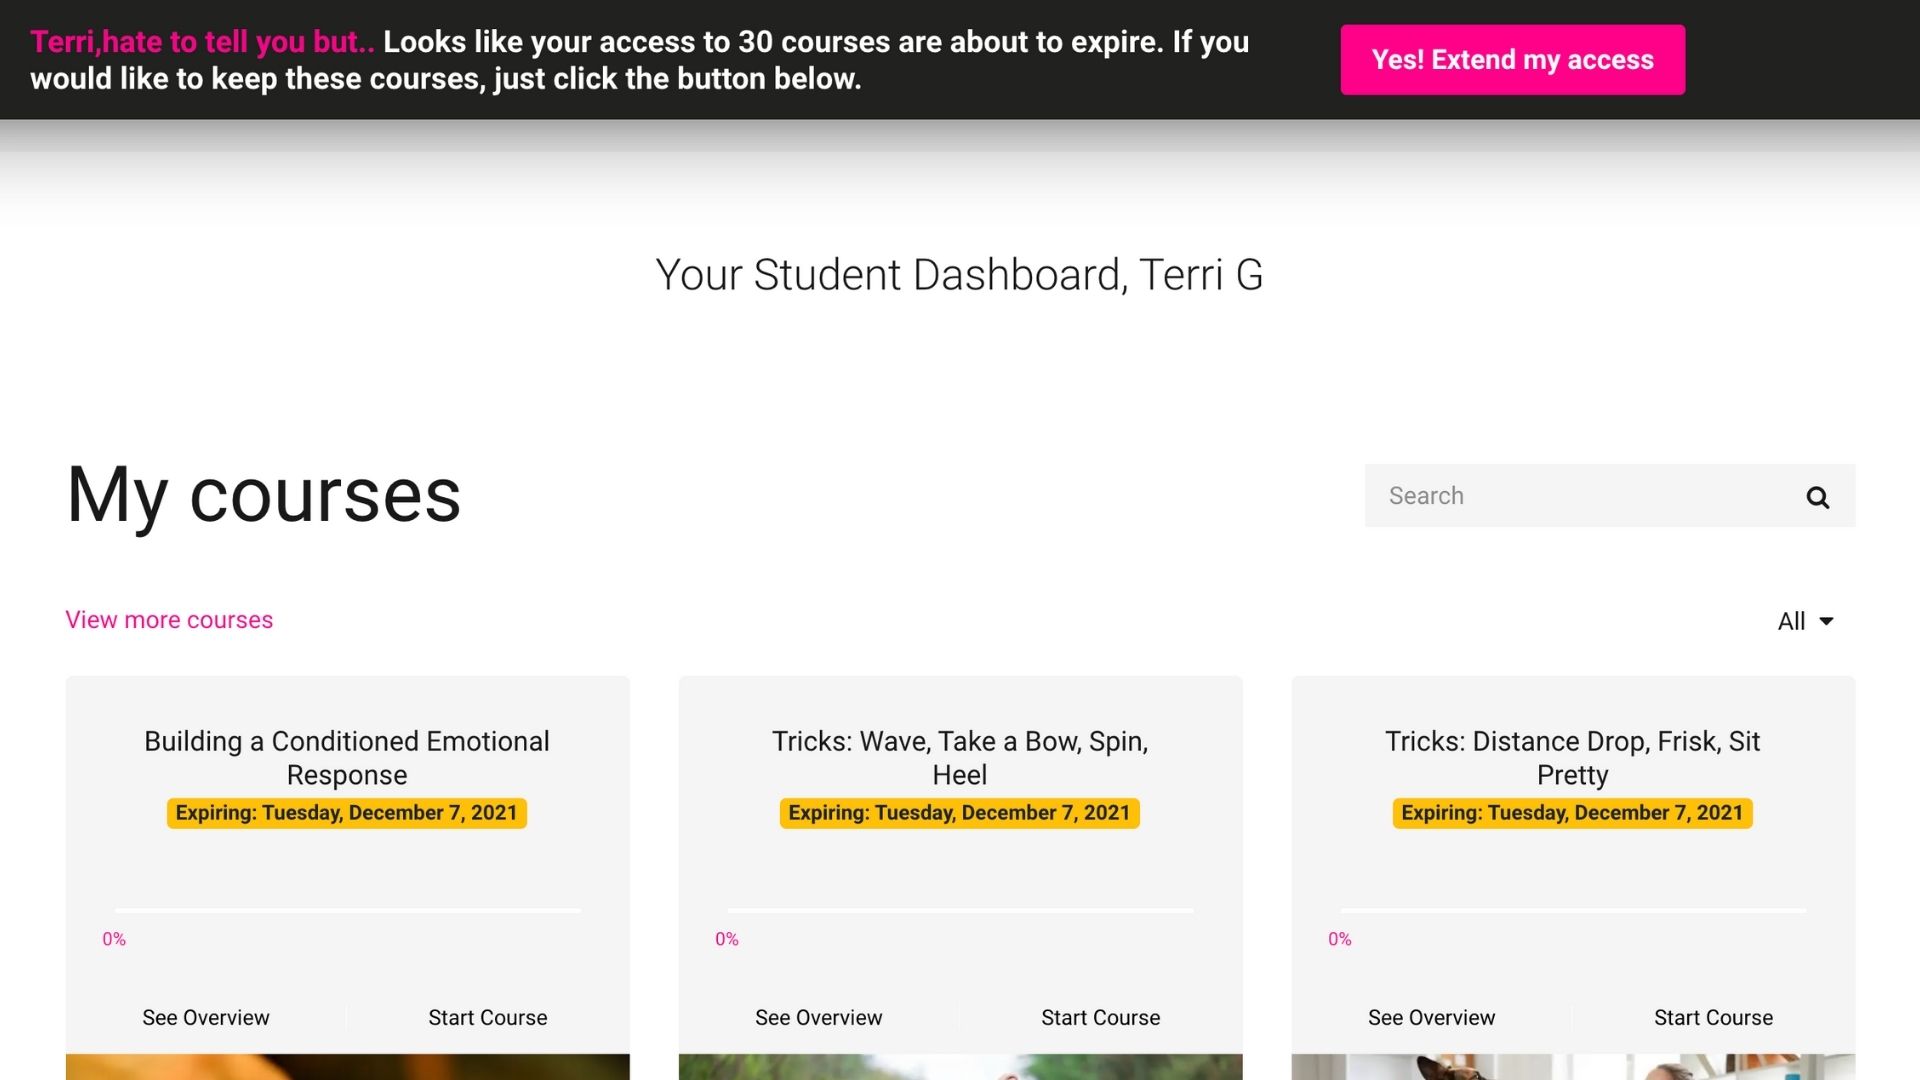 Terri,hate to tell you but.. Looks like your access to 30 courses are about to expire. If you
would like to keep these courses, just click the button below.
Yes! Extend my access
Your Student Dashboard, Terri G
My courses
Search
View more courses
All
Building a Conditioned Emotional
Response
Expiring: Tuesday, December 7, 2021
0%
See Overview
Start Course
Tricks: Wave, Take a Bow, Spin,
Heel
Expiring: Tuesday, December 7, 2021
0%
See Overview
Start Course
Tricks: Distance Drop, Frisk, Sit
Pretty
Expiring: Tuesday, December 7, 2021
0%
See Overview
Start Course